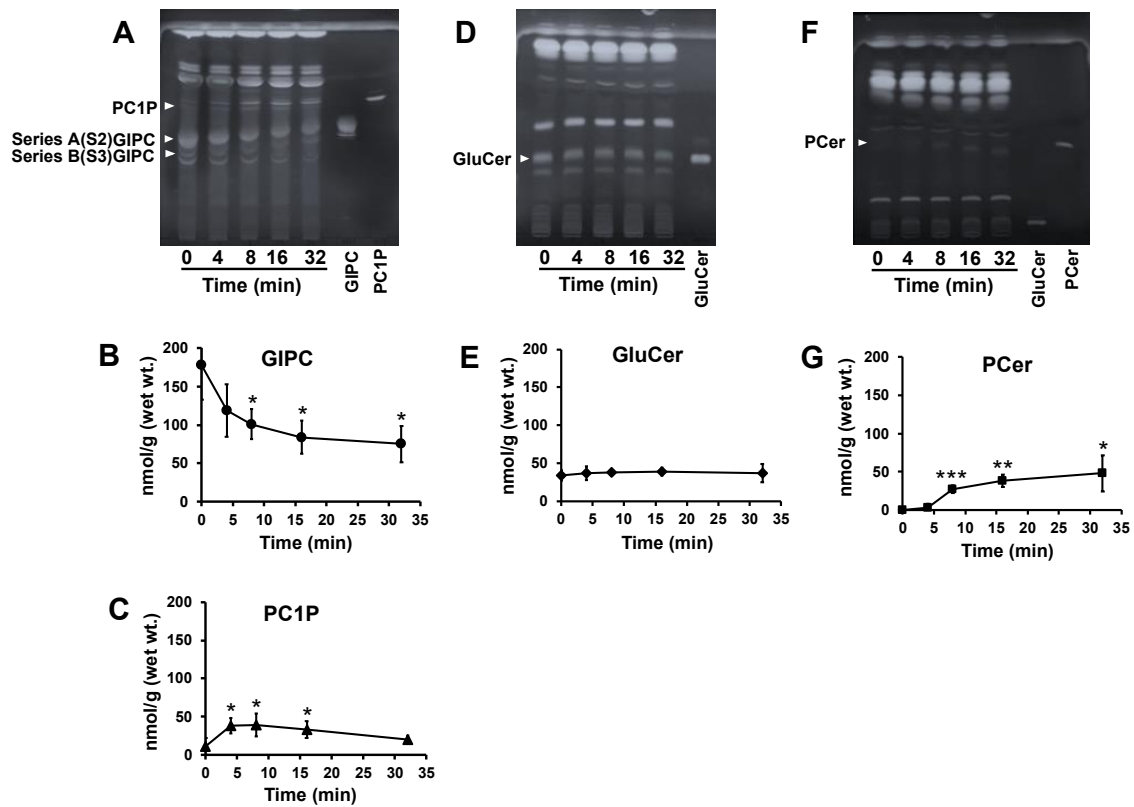 A
D
F
PC1P
Series A(S2)GIPC
Series B(S3)GIPC
GluCer
PCer
0 4 8 16 32
Time (min)
GIPC
PC1P
0 4 8 16 32
Time (min)
GluCer
0 4 8 16 32
Time (min)
GluCer
PCer
B
GIPC
nmol/g (wet wt.)
200
150
100
50
0
* * *
0 5 10 15 20 25 30 35
Time (min)
E
GluCer
nmol/g (wet wt.)
200
150
100
50
0
0 5 10 15 20 25 30 35
Time (min)
G
PCer
nmol/g (wet wt.)
200
150
100
50
0
*** ** *
0 5 10 15 20 25 30 35
Time (min)
C
PC1P
nmol/g (wet wt.)
200
150
100
50
0
* * *
0 5 10 15 20 25 30 35
Time (min)